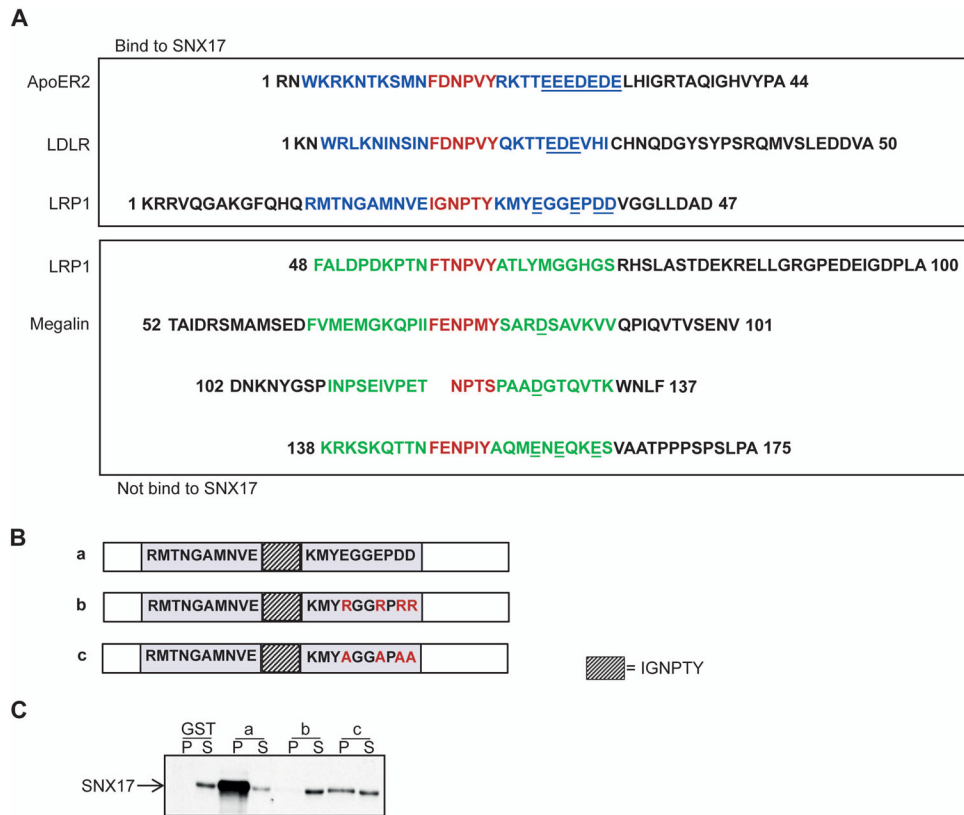 A
Bind to SNX17
ApoER2 1 RNWKRKNTKSMNFDNPVYRKTTEEEDEDELHIGRTAQIGHVYPA 44
LDLR 1 KNWRLKNINSINFDNPVYQKTTEDEVHICHNQDGYSYPSRQMVSLEDDVA 50
LRP1 1 KRRVQGAKGFQHQRMTNGAMNVEIGNPTYKMYEGGEPDDVGGLLDAD 47
LRP1 48 FALDPDKPTNFTNPVYATLYMGGHGSRHSLASTDEKRELLGRGPEDEIGDPLA 100
Megalin 52 TAIDRSMAMSEDFVMEMGKQPIIFENPMYSARDSAVKVVQPIQVTVSENV 101
102 DNKNYGSPINPSEIVPET NPTSPAADGTQVTKWNLF 137
138 KRKSKQTTNFENPIYAQMENEQKESVAATPPPSPSLPA 175
Not bind to SNX17
B
a RMTNGAMNVE KMYEGGEPDD
b RMTNGAMNVE KMYRGGRPRR
c RMTNGAMNVE KMYAGGAPAA
= IGNPTY
C
GST a b c
P S P S P S P S
SNX17